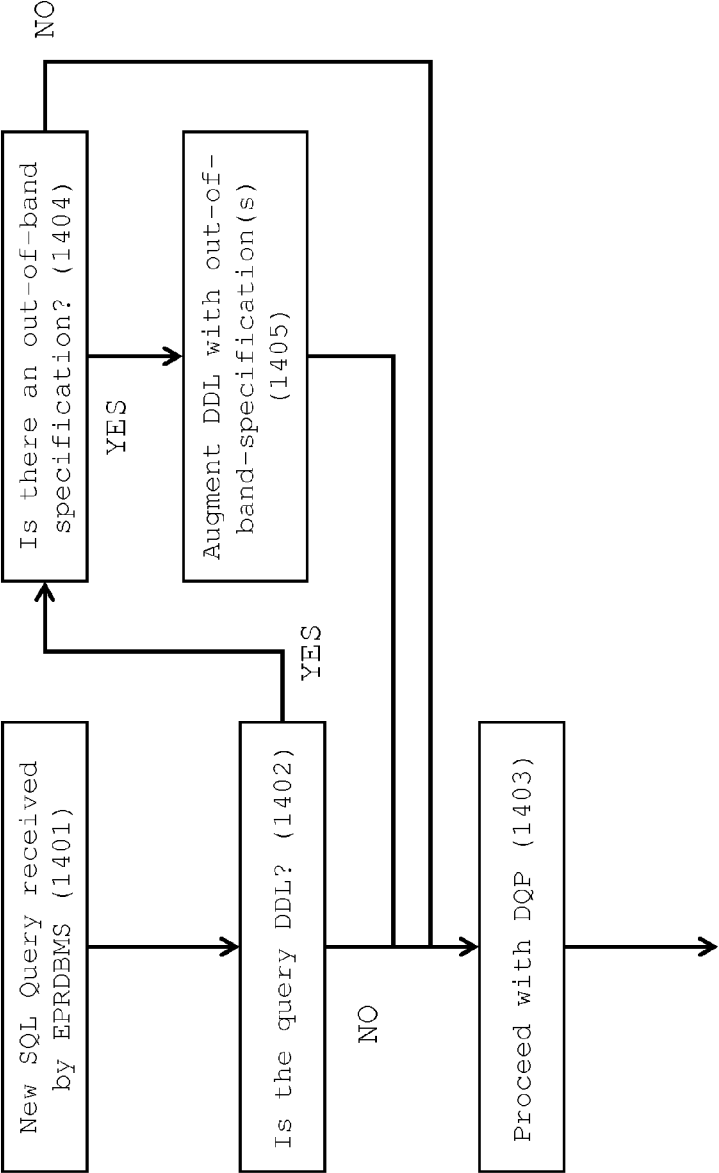 New SQL Query received
by EPRDBMS (1401)
Is the query DDL? (1402)
NO
YES
Proceed with DQP (1403)
Is there an out-of-band
specification? (1404)
YES
NO
Augment DDL with out-of-
band-specification(s)
(1405)